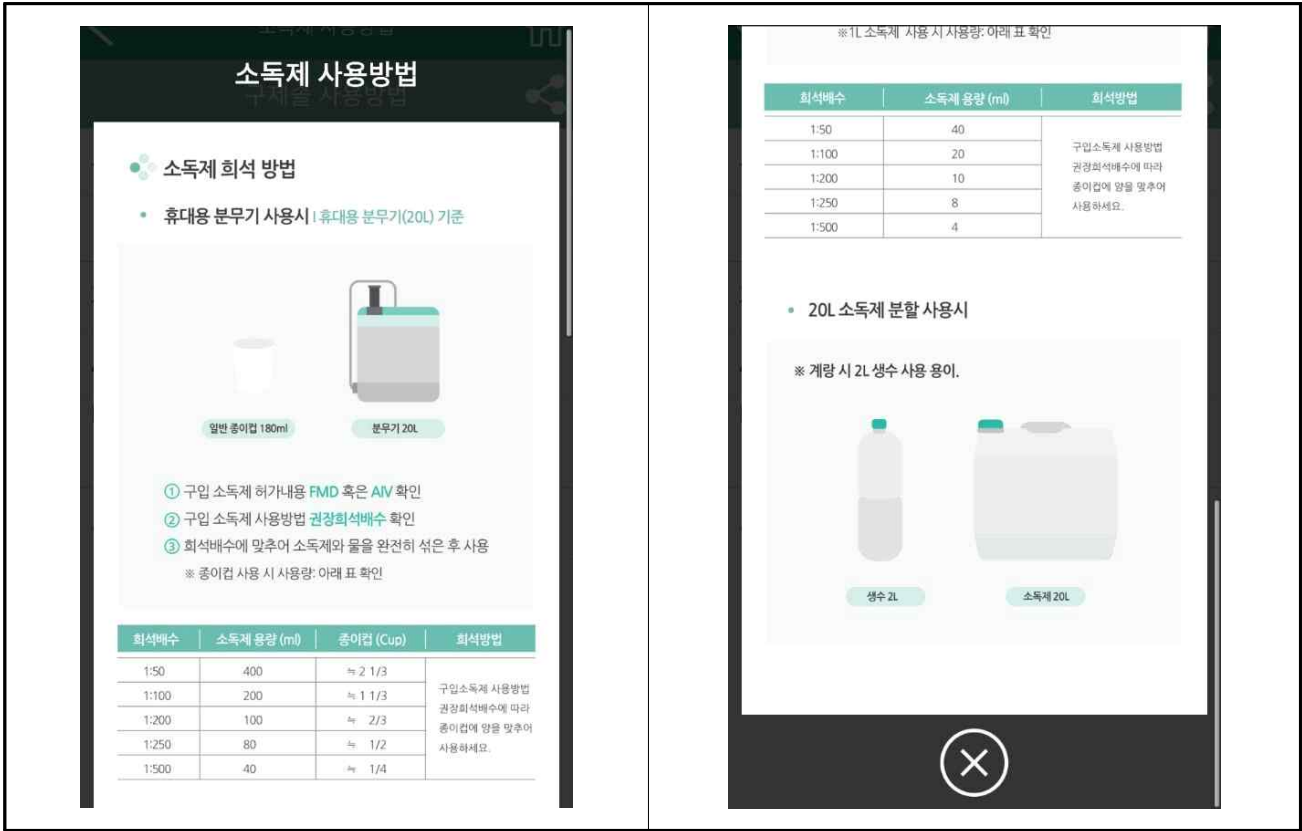 소독제 사용방법
소독제 희석 방법
• 휴대용 분무기 사용시 | 휴대용 분무기(20L) 기준
일반 종이컵 180ml
분무기 20L
① 구입 소독제 허가내용 FMD 혹은 AIV 확인
② 구입 소독제 사용방법 권장희석배수 확인
③ 희석배수에 맞추어 소독제와 물을 완전히 섞은 후 사용
※ 종이컵 사용 시 사용량: 아래 표 확인
희석배수 소독제 용량 (ml) 종이컵 (Cup) 희석방법
1:50 400 ≒ 2 1/3
1:100 200 ≒ 1 1/3
1:200 100 ≒ 2/3
1:250 80 ≒ 1/2
1:500 40 ≒ 1/4
구입소독제 사용방법
권장희석배수에 따라
종이컵에 양을 맞추어
사용하세요.
※1L 소독제 사용 시 사용량: 아래 표 확인
희석배수 소독제 용량 (ml) 희석방법
1:50 40
1:100 20
1:200 10
1:250 8
1:500 4
구입소독제 사용방법
권장희석배수에 따라
종이컵에 양을 맞추어
사용하세요.
• 20L 소독제 분할 사용시
※ 계량 시 2L 생수 사용 용이.
생수 2L
소독제 20L